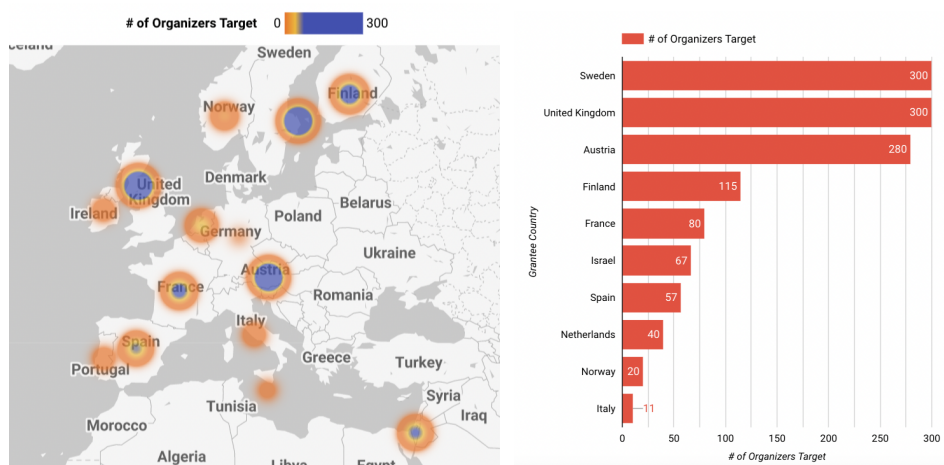 # of Organizers Target 0 300
eland
Sweden
Finland
Norway
Denmark
United
Kingdom
Ireland
Belarus
Poland
Germany
Ukraine
Austria
France
Romania
Italy
Spain
Greece
Portugal
Turkey
Syria
Tunisia
Iraq
Morocco
Algeria
Libya
Egypt
# of Organizers Target
Grantee Country
Sweden 300
United Kingdom 300
Austria 280
Finland 115
France 80
Israel 67
Spain 57
Netherlands 40
Norway 20
Italy 11
0 50 100 150 200 250 300
# of Organizers Target